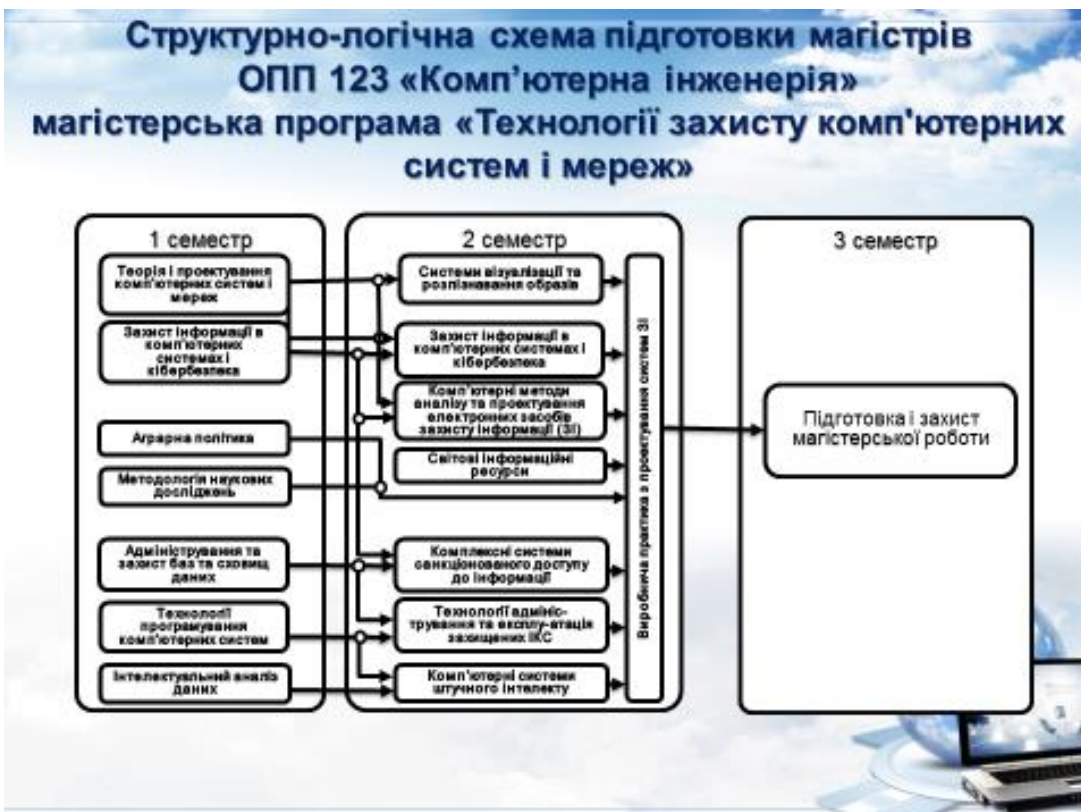 Структурно-логічна схема підготовки магістрів
ОПП 123 «Комп’ютерна інженерія»
магістерська програма «Технології захисту комп'ютерних
систем і мереж»
1 семестр
Теорія і проектування
комп'ютерних систем і
мереж
Захист інформації в
комп'ютерних
системах і
кібербезпека
Аграрна політика
Методологія наукових
досліджень
Адміністрування та
захист баз та сховищ
даних
Технології
програмування
комп'ютерних систем
Інтелектуальний аналіз
даних
2 семестр
Системи візуалізації та
розпізнавання образів
Захист інформації в
комп'ютерних системах і
кібербезпека
Комп'ютерні методи
аналізу та проектування
електронних засобів
захисту інформації (ЗІ)
Світові інформаційні
ресурси
Комплексні системи
санкціонованого доступу
до інформації
Технології адмініс-
трування та експлу-атація
захищених ІКС
Комп'ютерні системи
штучного інтелекту
Виробнича практика з проектування систем ЗІ
3 семестр
Підготовка і захист
магістерської роботи